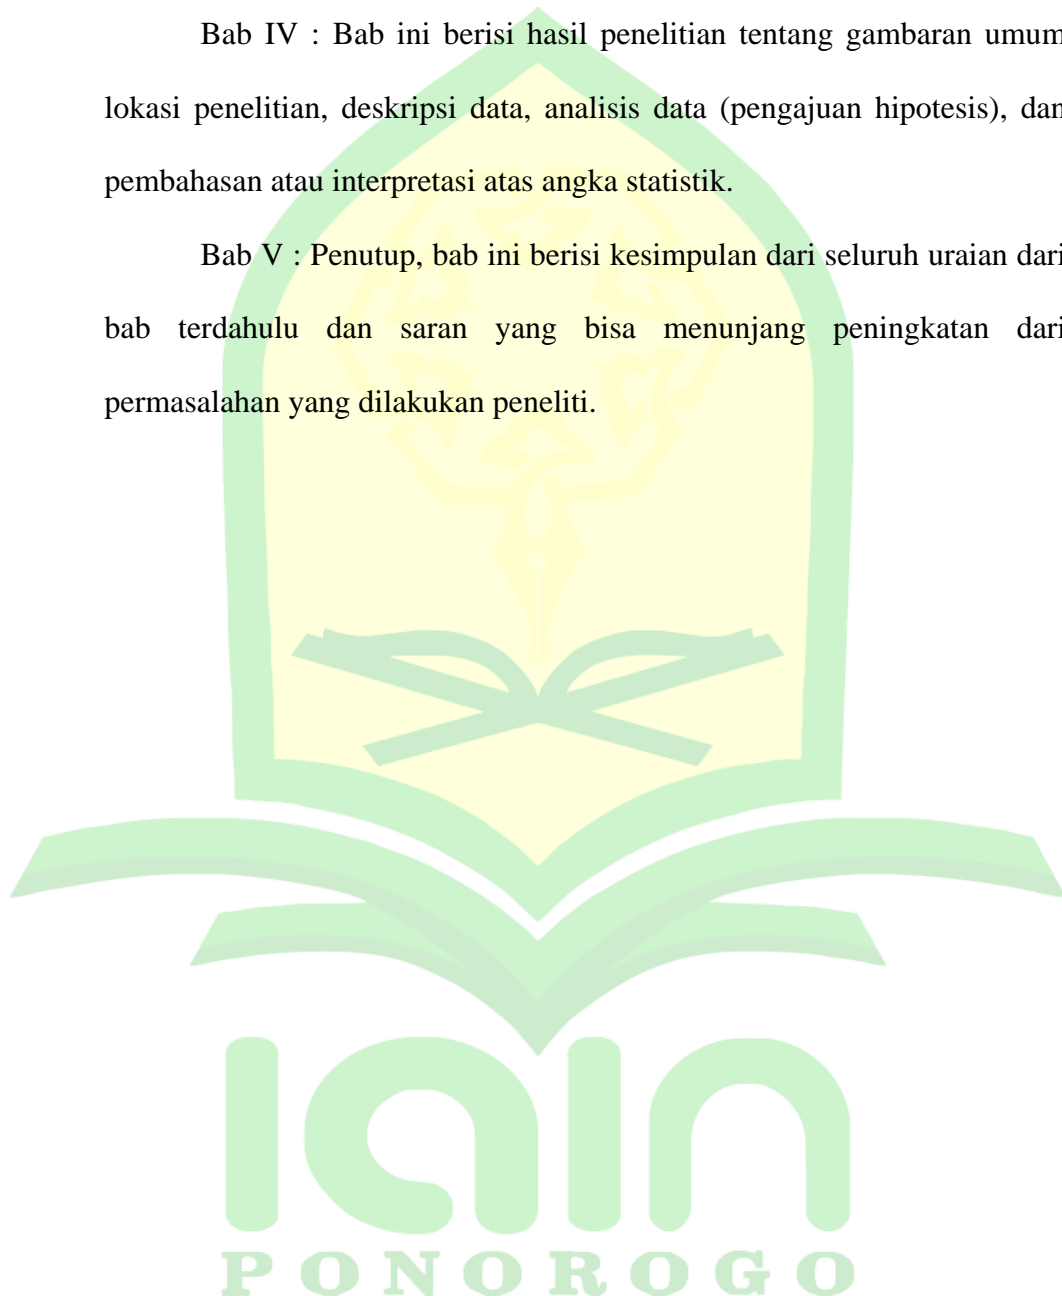 Bab IV : Bab ini berisi hasil penelitian tentang gambaran umum
lokasi penelitian, deskripsi data, analisis data (pengajuan hipotesis), dan
pembahasan atau interpretasi atas angka statistik.
Bab V : Penutup, bab ini berisi kesimpulan dari seluruh uraian dari
bab terdahulu dan saran yang bisa menunjang peningkatan dari
permasalahan yang dilakukan peneliti.
IAIN
PONOROGO